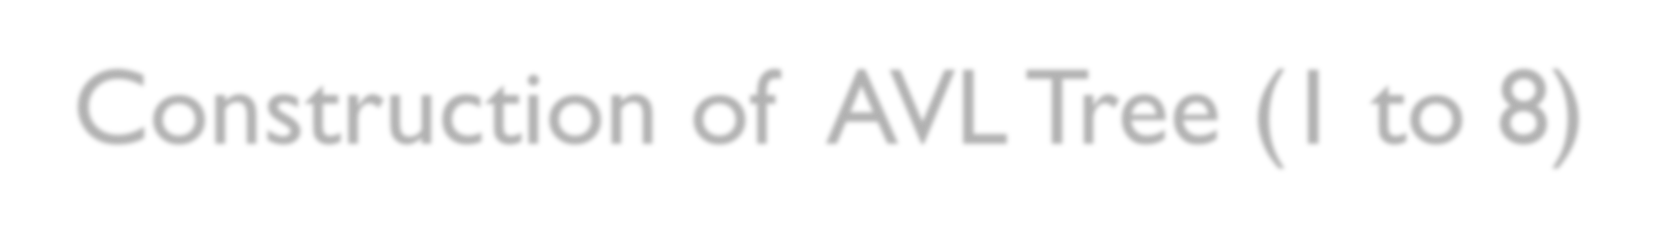 Construction of AVL Tree (1 to 8)